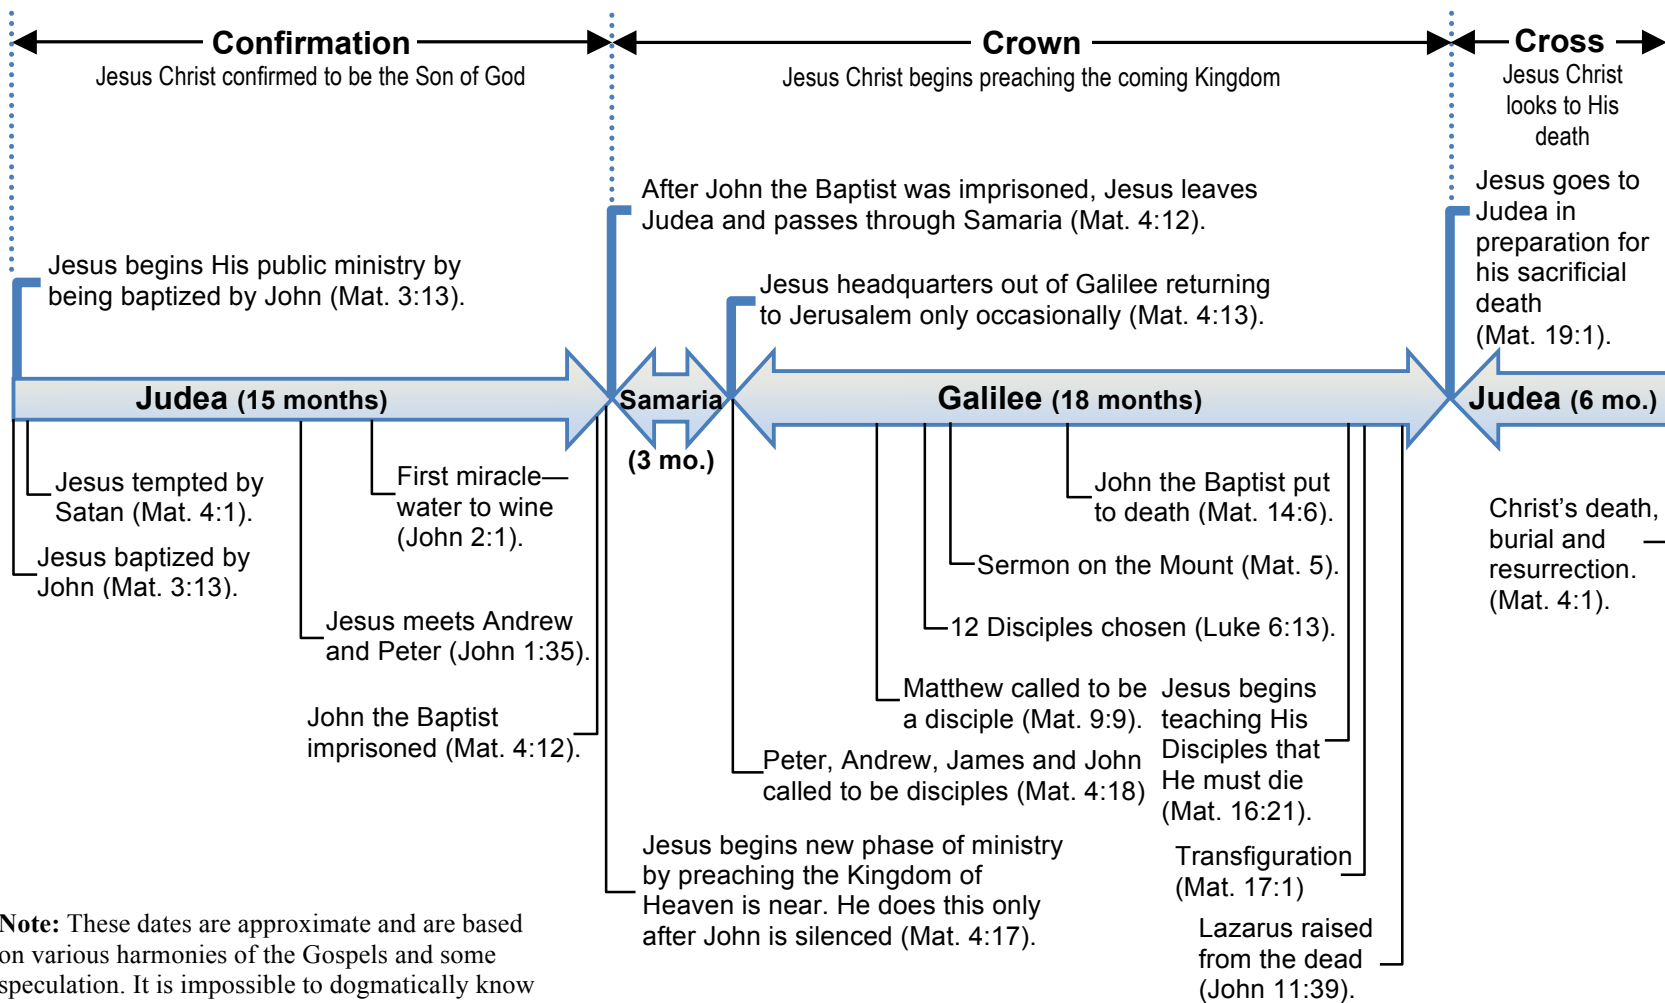 Confirmation
Jesus Christ confirmed to be the Son of God
Crown
Jesus Christ begins preaching the coming Kingdom
Cross
Jesus Christ
looks to His
death
Jesus begins His public ministry by
being baptized by John (Mat. 3:13).
After John the Baptist was imprisoned, Jesus leaves
Judea and passes through Samaria (Mat. 4:12).
Jesus headquarters out of Galilee returning
to Jerusalem only occasionally (Mat. 4:13).
Jesus goes to
Judea in
preparation for
his sacrificial
death
(Mat. 19:1).
Judea (15 months)
Samaria
(3 mo.)
Galilee (18 months)
Judea (6 mo.)
Jesus tempted by
Satan (Mat. 4:1).
Jesus baptized by
John (Mat. 3:13).
First miracle—
water to wine
(John 2:1).
Jesus meets Andrew
and Peter (John 1:35).
John the Baptist
imprisoned (Mat. 4:12).
John the Baptist put
to death (Mat. 14:6).
Sermon on the Mount (Mat. 5).
12 Disciples chosen (Luke 6:13).
Matthew called to be
a disciple (Mat. 9:9).
Peter, Andrew, James and John
called to be disciples (Mat. 4:18)
Jesus begins
teaching His
Disciples that
He must die
(Mat. 16:21).
Christ’s death,
burial and
resurrection.
(Mat. 4:1).
Jesus begins new phase of ministry
by preaching the Kingdom of
Heaven is near. He does this only
after John is silenced (Mat. 4:17).
Transfiguration
(Mat. 17:1)
Lazarus raised
from the dead
(John 11:39).
Note: These dates are approximate and are based
on various harmonies of the Gospels and some
speculation. It is impossible to dogmatically know